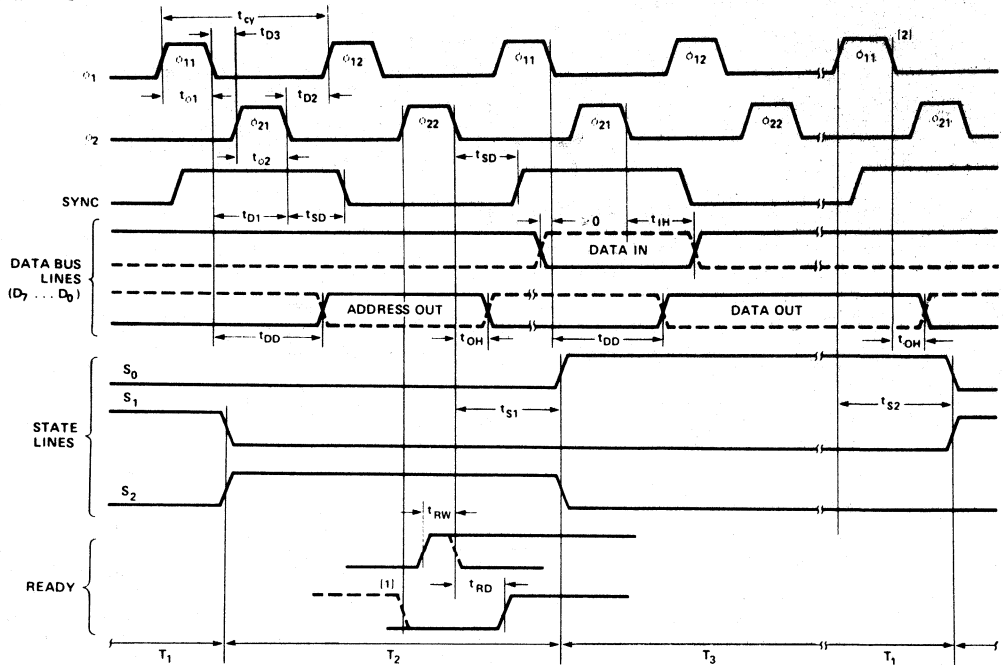 tCY
tD3
φ11 φ12 φ11 φ12 φ11 [2]
φ1
tφ1 tD2
φ21 φ22 φ21 φ22 φ21
φ2
tφ2 tSD
SYNC
tD1 tSD ≥0 tIH
DATA IN
DATA BUS
LINES
(D7 ... D0)
ADDRESS OUT DATA OUT
tDD tOH tDD tOH
S0
S1
tS1 tS2
STATE
LINES
S2
tRW
[1]
tRD
READY
T1 T2 T3 T1